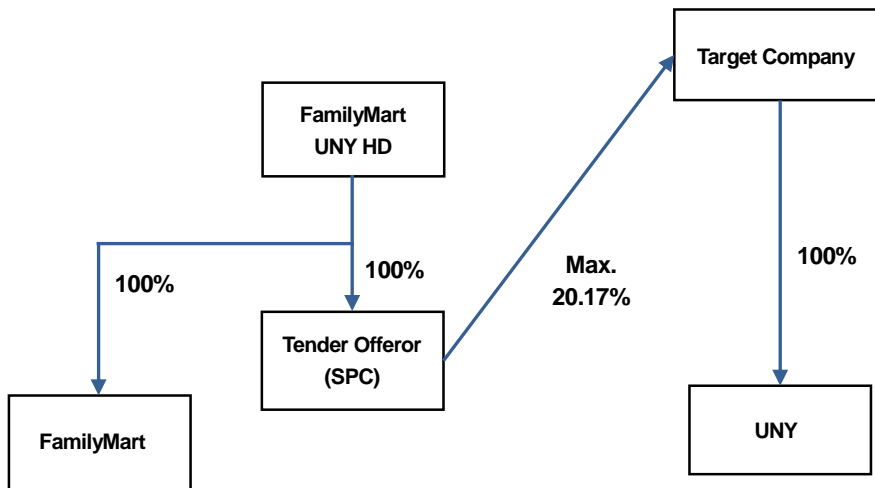 Target Company
FamilyMart
UNY HD
100%
100%
Max.
20.17%
100%
Tender Offeror
(SPC)
FamilyMart
UNY